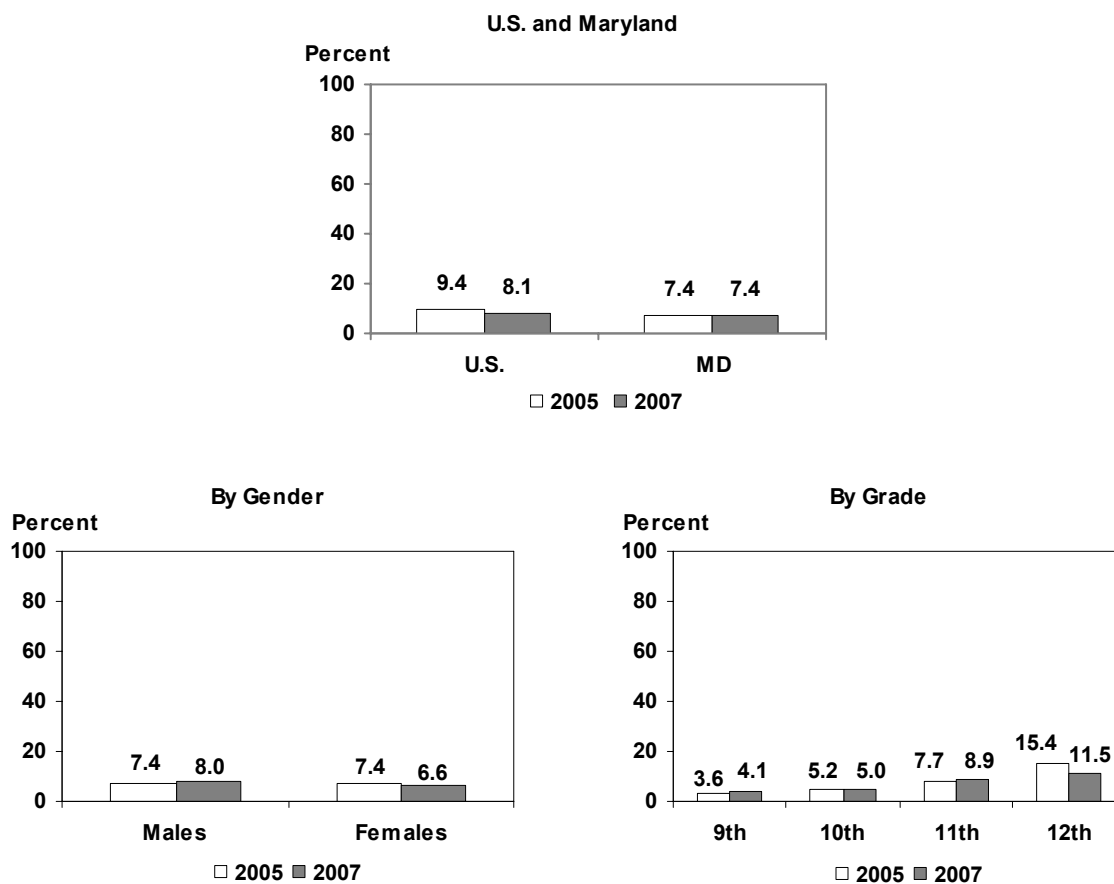 U.S. and Maryland
Percent
100
80
60
40
20
0
9.4 8.1 7.4 7.4
U.S. MD
2005 2007
By Gender
Percent
100
80
60
40
20
0
7.4 8.0 7.4 6.6
Males Females
2005 2007
By Grade
Percent
100
80
60
40
20
0
3.6 4.1 5.2 5.0 7.7 8.9 15.4 11.5
9th 10th 11th 12th
2005 2007